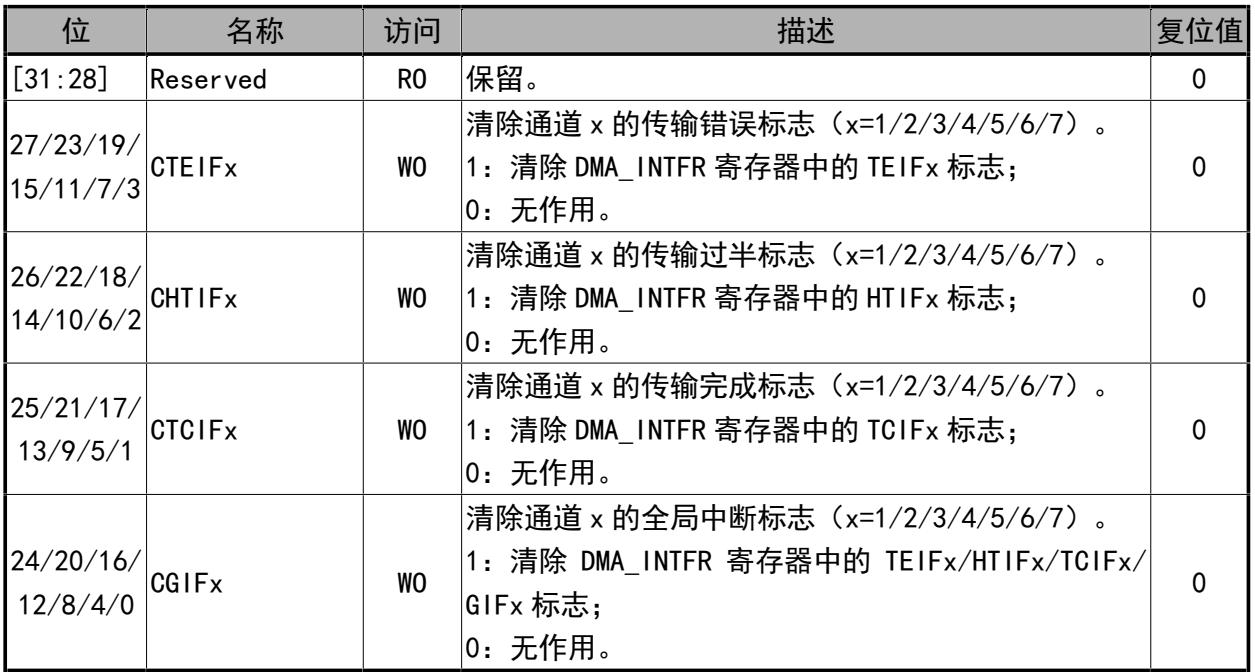 位 名称 访问 描述 复位值
[31:28] Reserved RO 保留。 0
27/23/19/
15/11/7/3
CTEIFx WO
清除通道 x 的传输错误标志（x=1/2/3/4/5/6/7）。
1：清除 DMA_INTFR 寄存器中的 TEIFx 标志；
0：无作用。
0
26/22/18/
14/10/6/2
CHTIFx WO
清除通道 x 的传输过半标志（x=1/2/3/4/5/6/7）。
1：清除 DMA_INTFR 寄存器中的 HTIFx 标志；
0：无作用。
0
25/21/17/
13/9/5/1
CTCIFx WO
清除通道 x 的传输完成标志（x=1/2/3/4/5/6/7）。
1：清除 DMA_INTFR 寄存器中的 TCIFx 标志；
0：无作用。
0
24/20/16/
12/8/4/0
CGIFx WO
清除通道 x 的全局中断标志（x=1/2/3/4/5/6/7）。
1：清除 DMA_INTFR 寄存器中的 TEIFx/HTIFx/TCIFx/
GIFx 标志；
0：无作用。
0